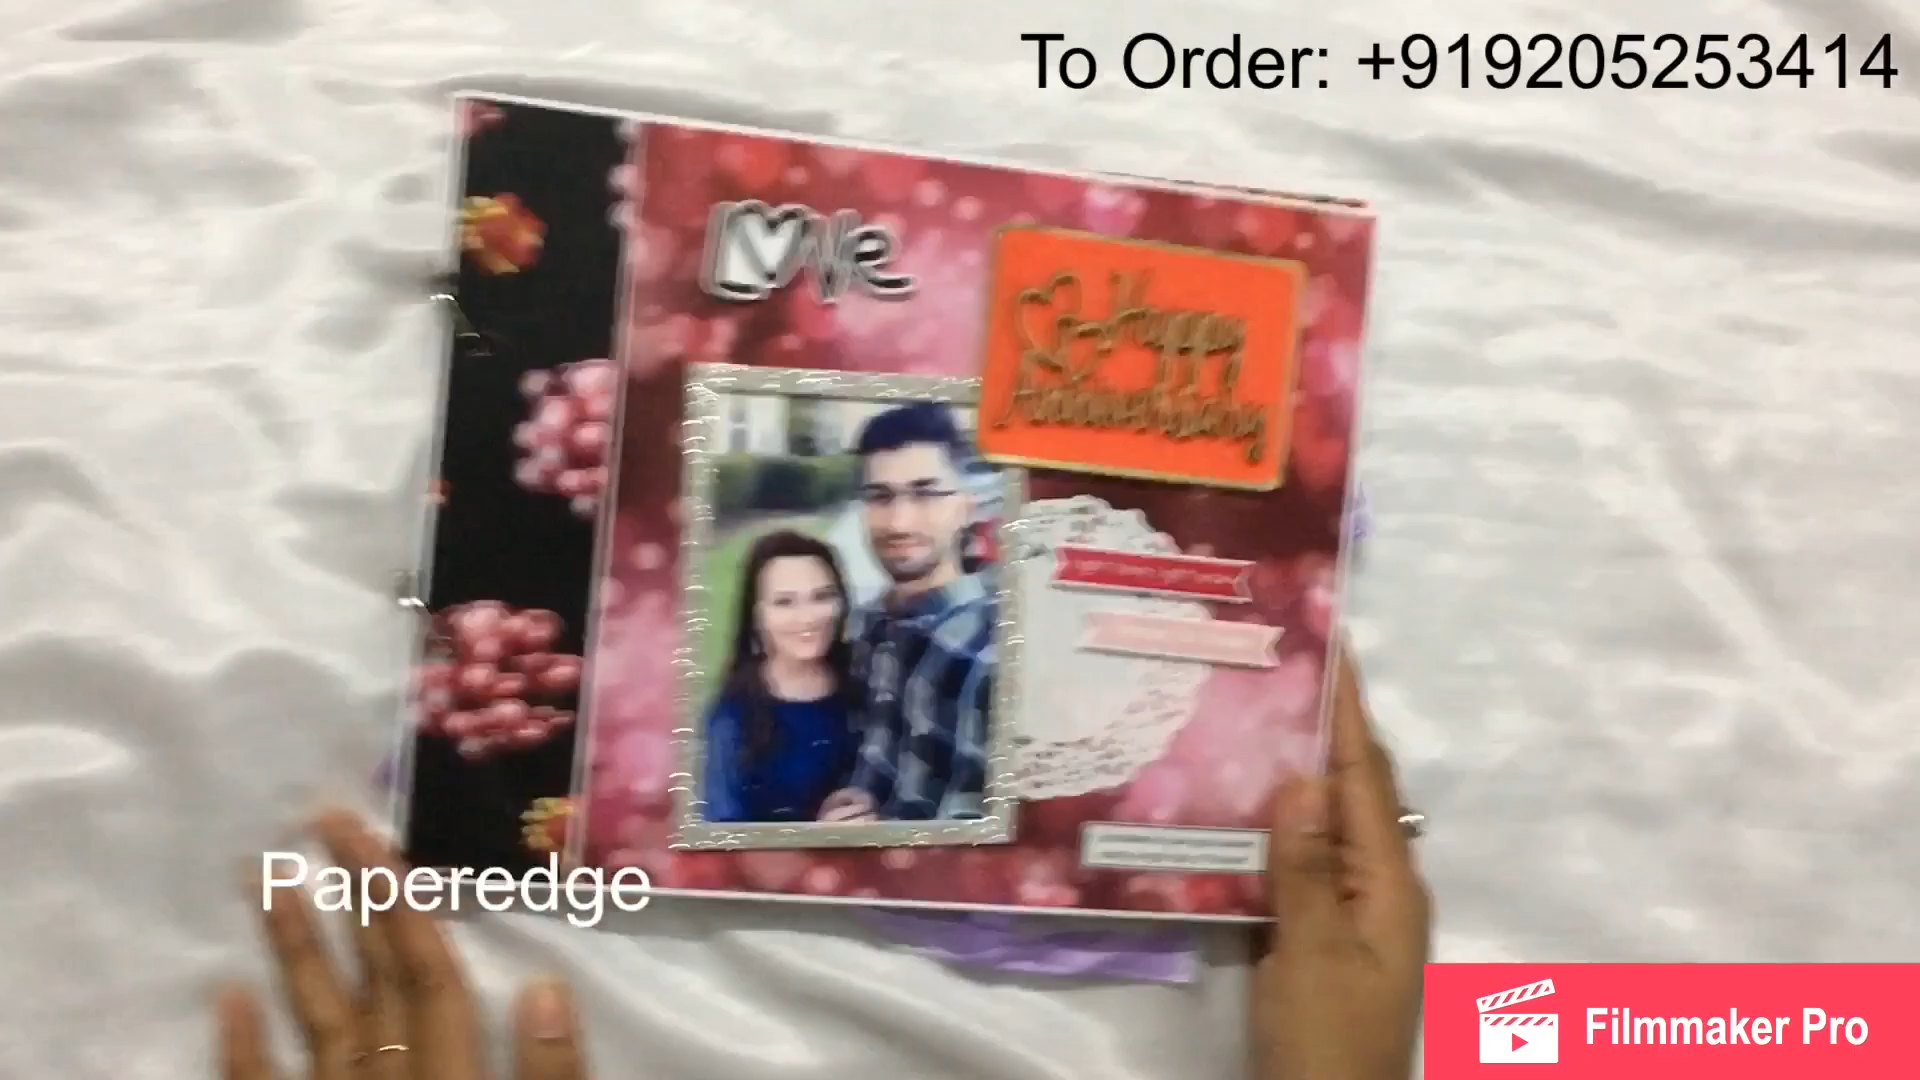 To Order: +919205253414
Love
Happy
Anniversary
Paperedge
Filmmaker Pro